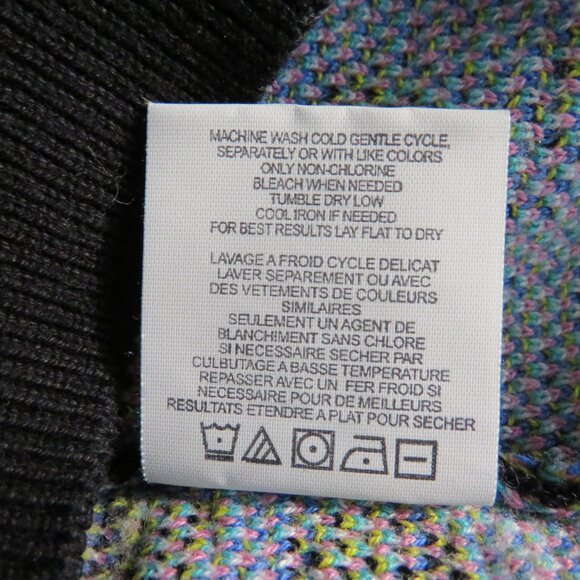 MACHINE WASH COLD GENTLE CYCLE,
SEPARATELY OR WITH LIKE COLORS
ONLY NON-CHLORINE
BLEACH WHEN NEEDED
TUMBLE DRY LOW
COOL IRON IF NEEDED
FOR BEST RESULTS LAY FLAT TO DRY
LAVAGE A FROID CYCLE DELICAT
LAVER SEPAREMENT OU AVEC
DES VETEMENTS DE COULEURS
SIMILAIRES
SEULEMENT UN AGENT DE
BLANCHIMENT SANS CHLORE
SI NECESSAIRE SECHER PAR
CULBUTAGE A BASSE TEMPERATURE
REPASSER AVEC UN FER FROID SI
NECESSAIRE POUR DE MEILLEURS
RESULTATS ETENDRE A PLAT POUR SECHER